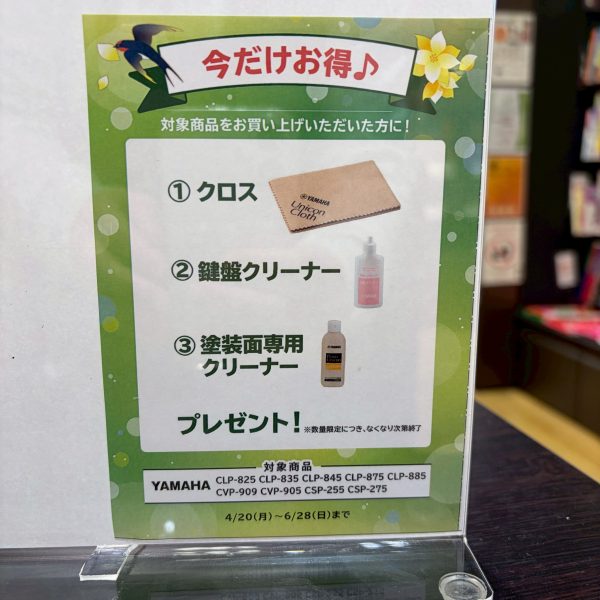 今だけお得♪
対象商品をお買い上げいただいた方に!
① クロス
YAMAHA
Unicon
Cloth
② 鍵盤クリーナー
③ 塗装面専用
クリーナー
YAMAHA
プレゼント! ※数量限定につき、なくなり次第終了
対象商品
YAMAHA CLP-825 CLP-835 CLP-845 CLP-875 CLP-885
CVP-909 CVP-905 CSP-255 CSP-275
4/20(月)~6/28(日)まで